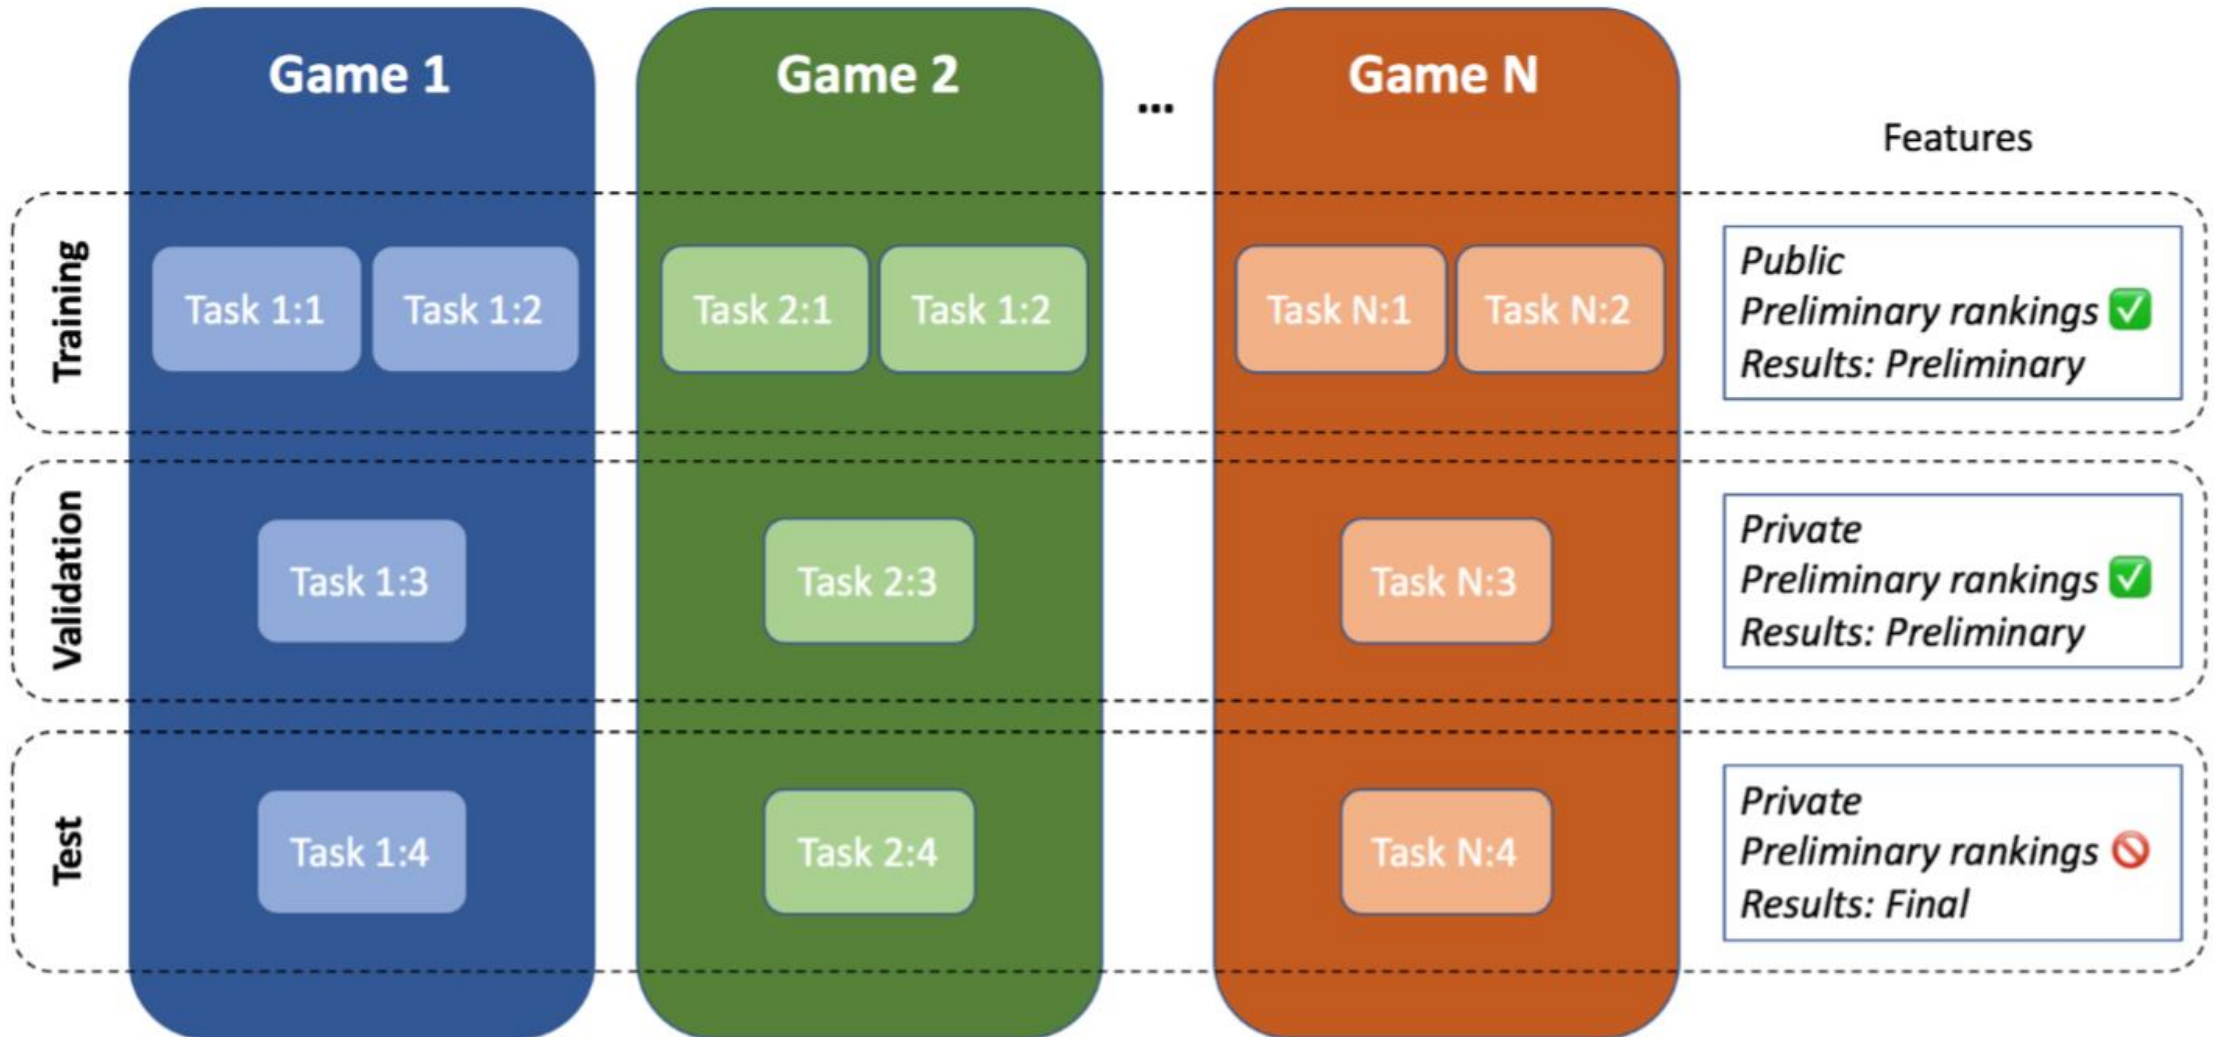 Game 1
Game 2
...
Game N
Features
Training
Task 1:1
Task 1:2
Task 2:1
Task 1:2
Task N:1
Task N:2
Public
Preliminary rankings ✅
Results: Preliminary
Validation
Task 1:3
Task 2:3
Task N:3
Private
Preliminary rankings ✅
Results: Preliminary
Test
Task 1:4
Task 2:4
Task N:4
Private
Preliminary rankings 🚫
Results: Final